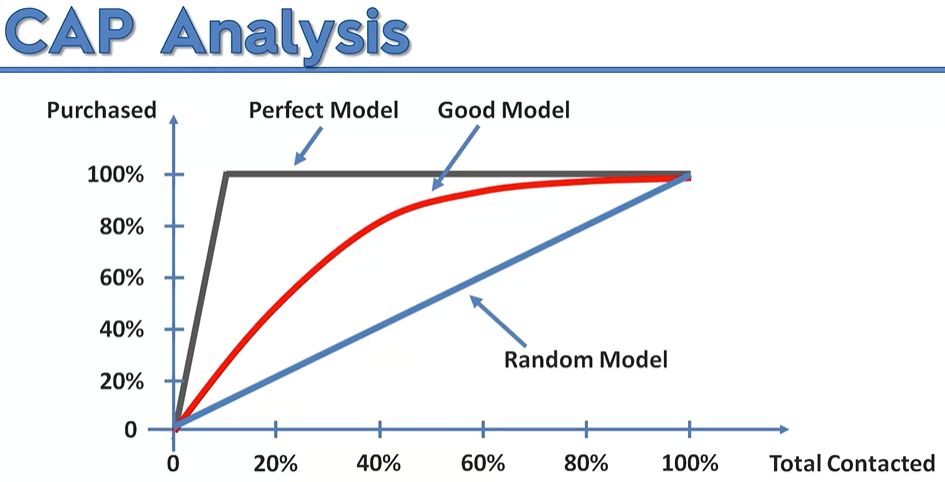 CAP Analysis
Purchased
Perfect Model
Good Model
100%
80%
60%
40%
20%
0
Random Model
0
20%
40%
60%
80%
100%
Total Contacted